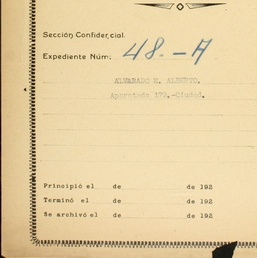 Sección Confidencial.
Expediente Núm: 48.-A
ALVARADO M. ALBERTO.
Apartado 179.-Ciudad.
Principió el de de 192
Terminó el de de 192
Se archivó el de de 192